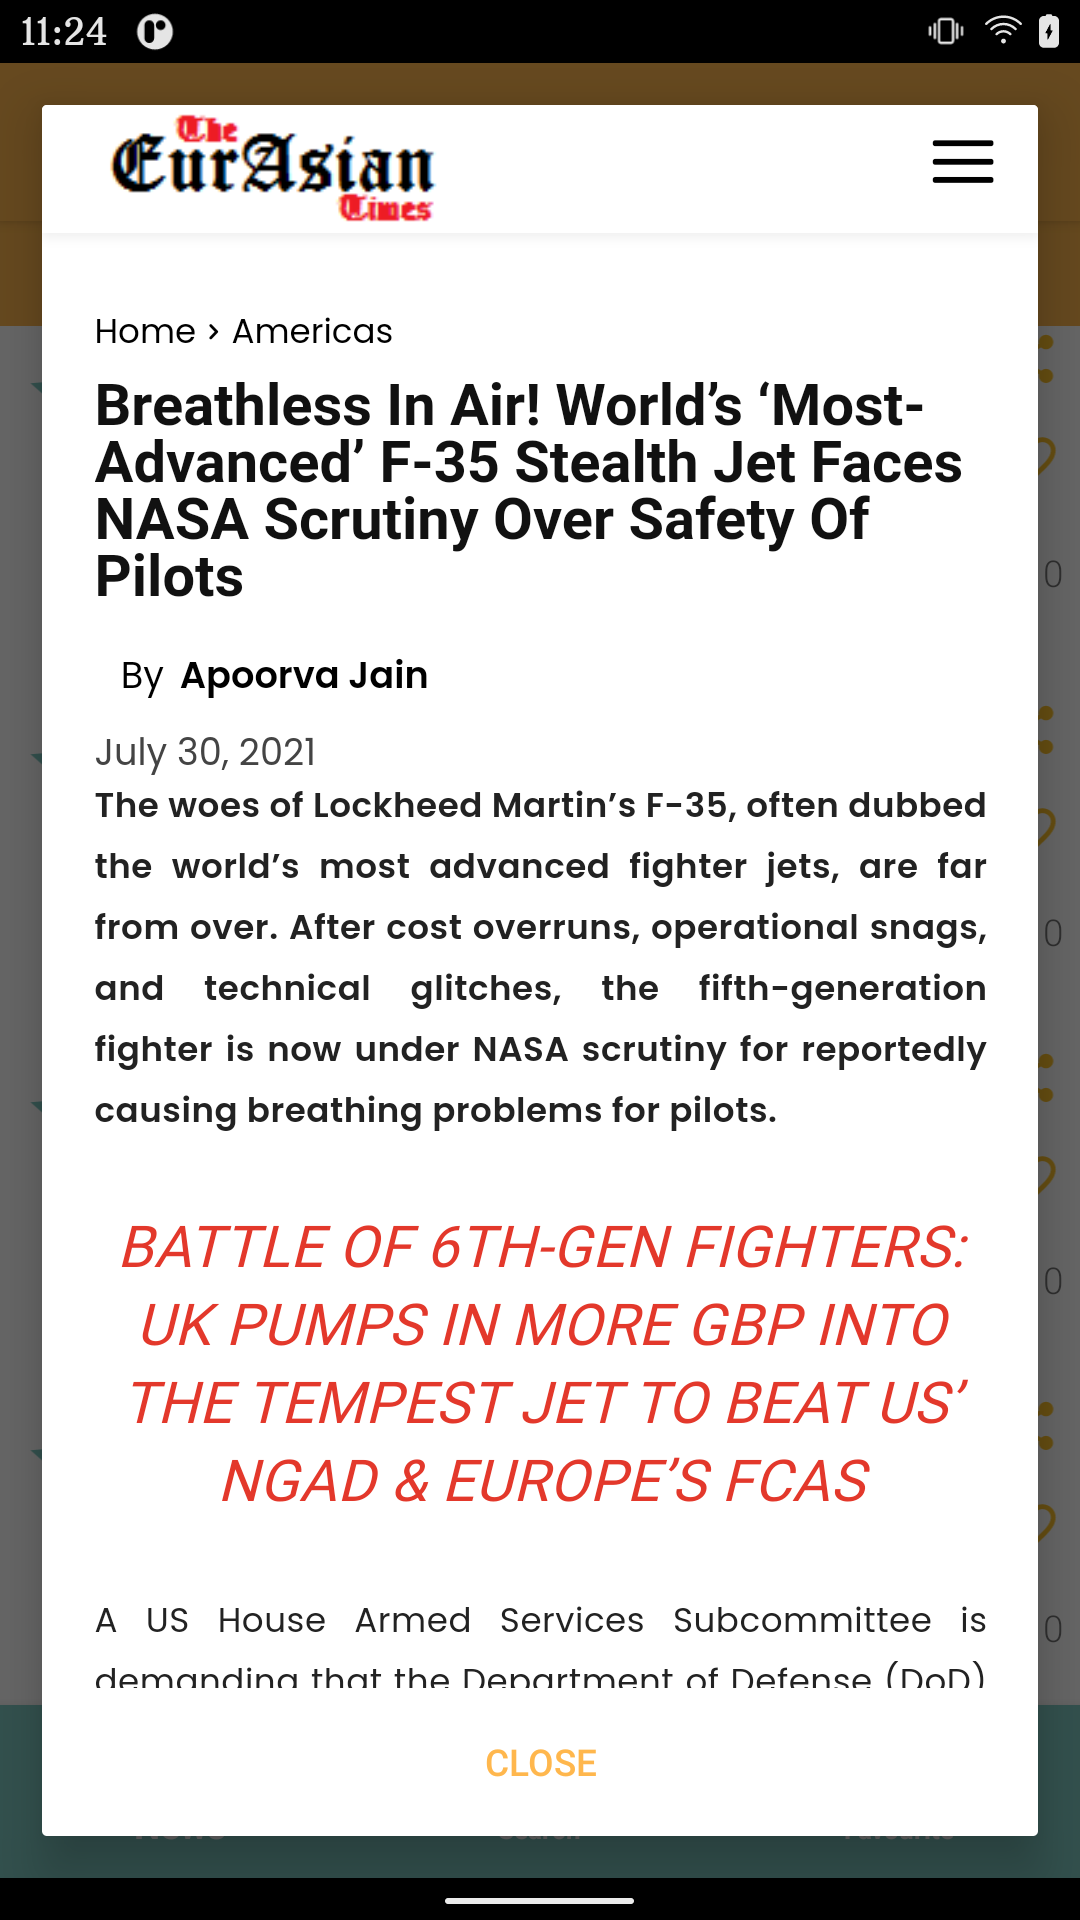 11:24
The
EurAsian
Times
Home › Americas
Breathless In Air! World’s ‘Most-
Advanced’ F-35 Stealth Jet Faces
NASA Scrutiny Over Safety Of
Pilots
By Apoorva Jain
July 30, 2021
The woes of Lockheed Martin’s F-35, often dubbed
the world’s most advanced fighter jets, are far
from over. After cost overruns, operational snags,
and technical glitches, the fifth-generation
fighter is now under NASA scrutiny for reportedly
causing breathing problems for pilots.
BATTLE OF 6TH-GEN FIGHTERS:
UK PUMPS IN MORE GBP INTO
THE TEMPEST JET TO BEAT US’
NGAD & EUROPE’S FCAS
A US House Armed Services Subcommittee is
demanding that the Department of Defense (DoD)
CLOSE
0
0
0
0